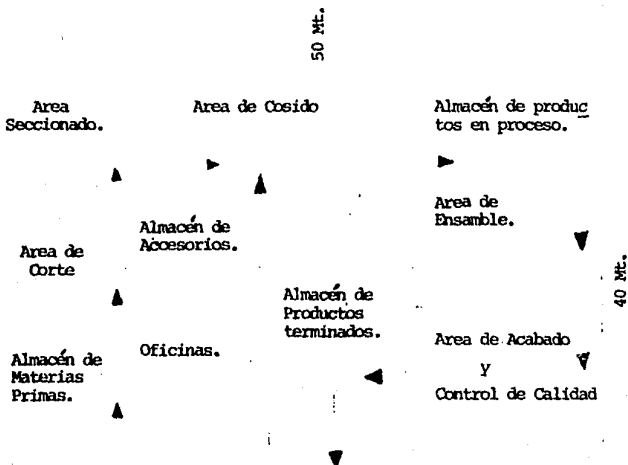 50 Mt.
Area
Seccionado.
Area de Cosido
Almacén de produc
tos en proceso.
Almacén de
Accesorios.
Area de
Ensamble.
Area de
Corte
40 Mt.
Almacén de
Productos
terminados.
Almacén de
Materias
Primas.
Oficinas.
Area de Acabado
Y
Control de Calidad